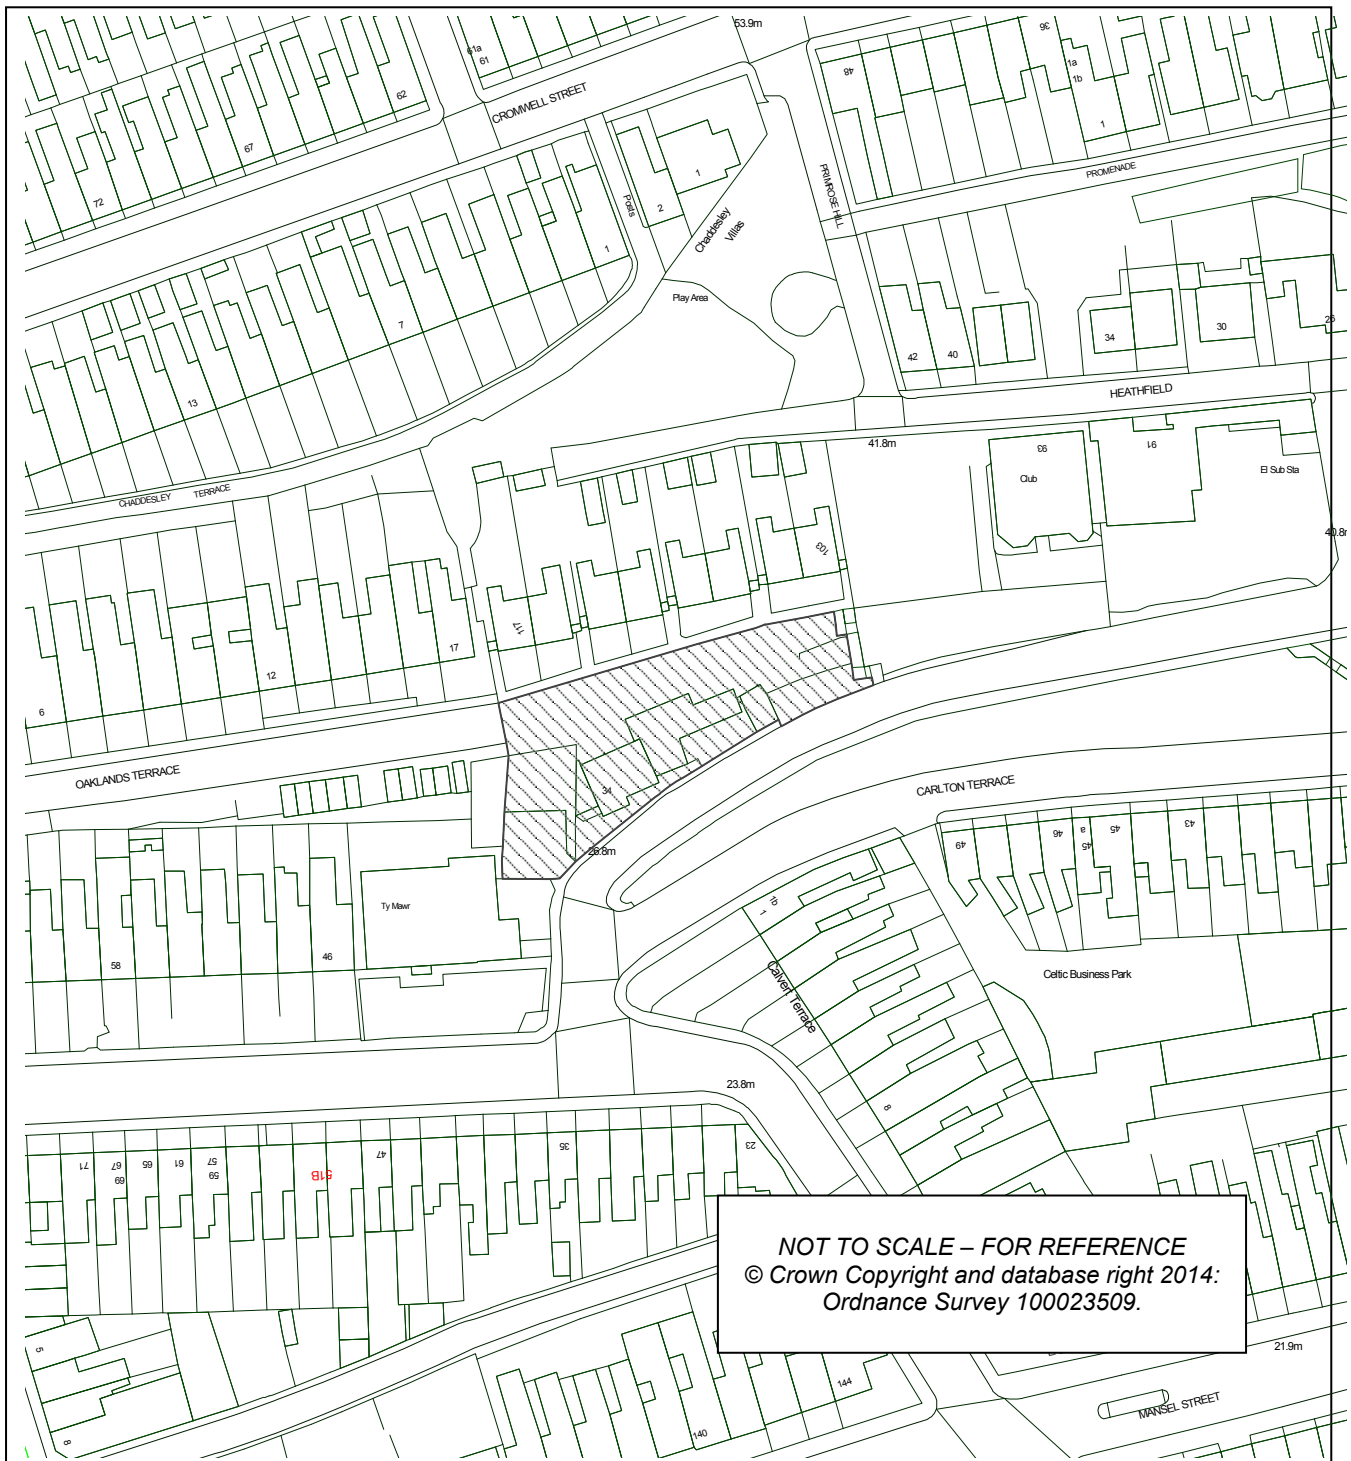 53.9m
61a
61
62
CROMWELL STREET
67
72
48
36
1a
1b
1
PROMENADE
PRIMROSE HILL
Posts
2
1
Chaddesley
Villas
1
Play Area
7
13
42
40
34
30
26
HEATHFIELD
41.8m
93
Club
91
El Sub Sta
40.8m
CHADDESLEY TERRACE
103
117
17
12
6
OAKLANDS TERRACE
34
26.8m
CARLTON TERRACE
49
46
45
a
45
43
1b
1
Calvert Terrace
8
Celtic Business Park
Ty Mawr
58
46
23.8m
71
67
69
65
61
57
59
51B
47
35
23
NOT TO SCALE – FOR REFERENCE
© Crown Copyright and database right 2014:
Ordnance Survey 100023509.
21.9m
MANSEL STREET
144
140
5
8